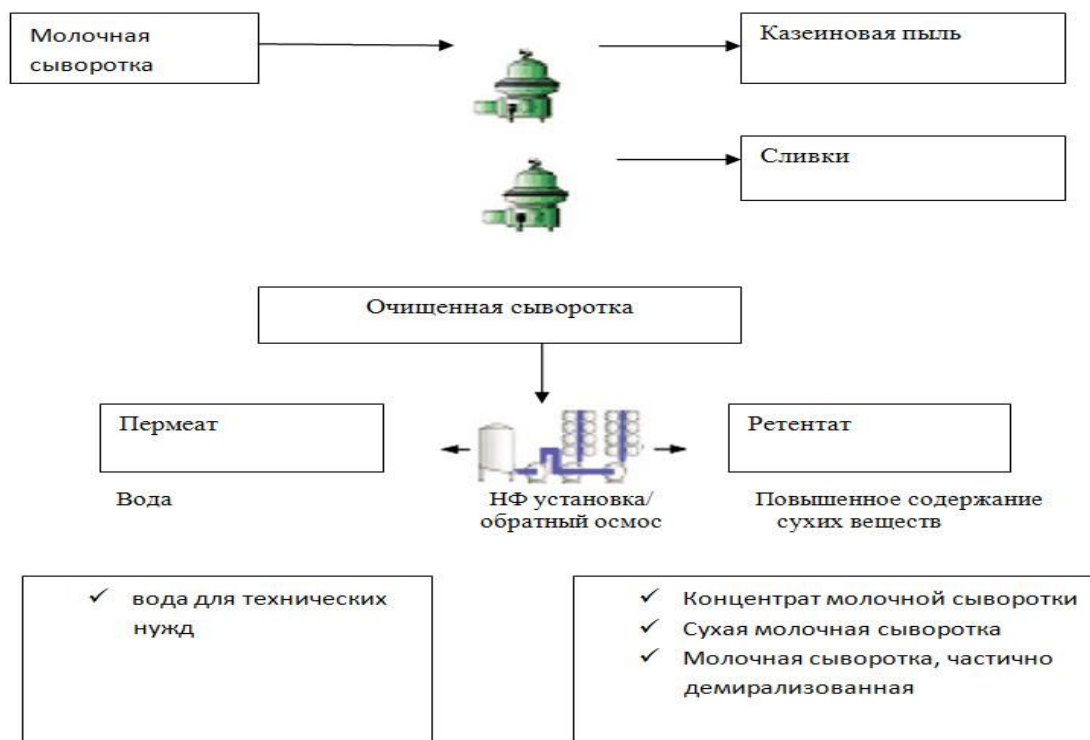 Молочная
сыворотка
Казеиновая пыль
Сливки
Очищенная сыворотка
Пермеат
Ретентат
Вода
НФ установка/
обратный осмос
Повышенное содержание
сухих веществ
✓ вода для технических
нужд
✓ Концентрат молочной сыворотки
✓ Сухая молочная сыворотка
✓ Молочная сыворотка, частично
демирализованная